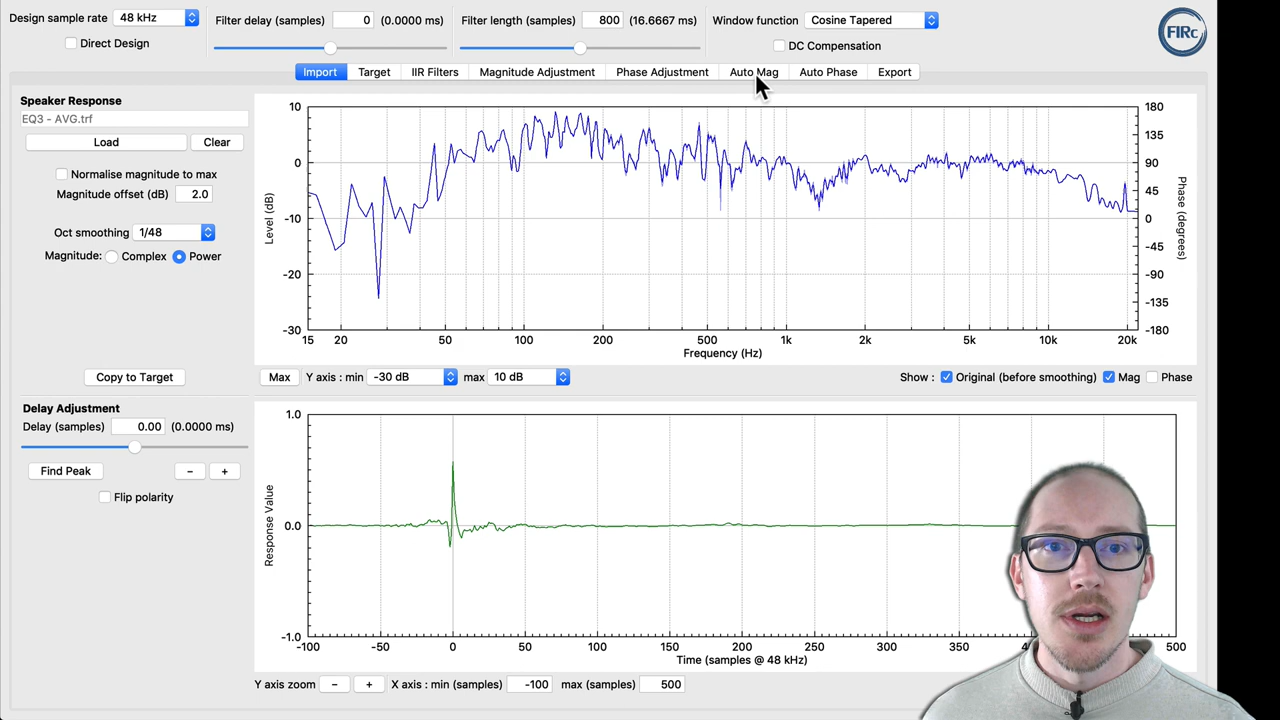 Design sample rate 48 kHz
Filter delay (samples) 0 (0.0000 ms)
Filter length (samples) 800 (16.6667 ms)
Window function Cosine Tapered
FIRc
Direct Design
DC Compensation
Import Target IIR Filters Magnitude Adjustment Phase Adjustment Auto Mag Auto Phase Export
Speaker Response
EQ3 - AVG.trf
Load Clear
Normalise magnitude to max
Magnitude offset (dB) 2.0
Oct smoothing 1/48
Magnitude: Complex Power
Copy to Target
10
0
-10
-20
-30
Level (dB)
180
135
90
45
0
-45
-90
-135
-180
Phase (degrees)
15 20 50 100 200 500 1k 2k 5k 10k 20k
Frequency (Hz)
Max Y axis : min -30 dB max 10 dB
Show : Original (before smoothing) Mag Phase
Delay Adjustment
Delay (samples) 0.00 (0.0000 ms)
Find Peak - +
Flip polarity
1.0
0.0
-1.0
Response Value
-100 -50 0 50 100 150 200 250 300 350 500
Time (samples @ 48 kHz)
Y axis zoom - + X axis : min (samples) -100 max (samples) 500